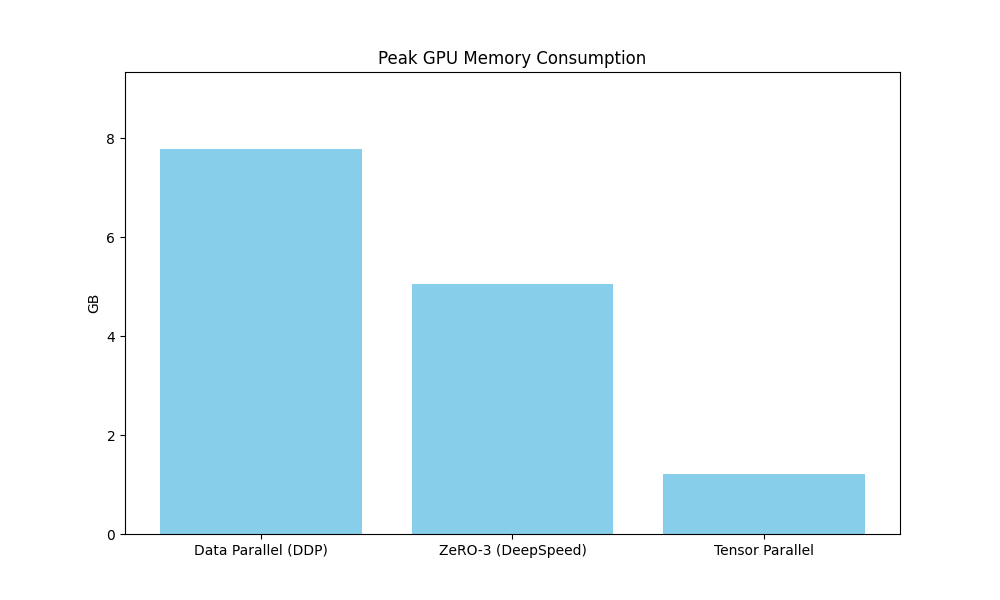 Peak GPU Memory Consumption
8
6
GB
4
2
0
Data Parallel (DDP) ZeRO-3 (DeepSpeed) Tensor Parallel